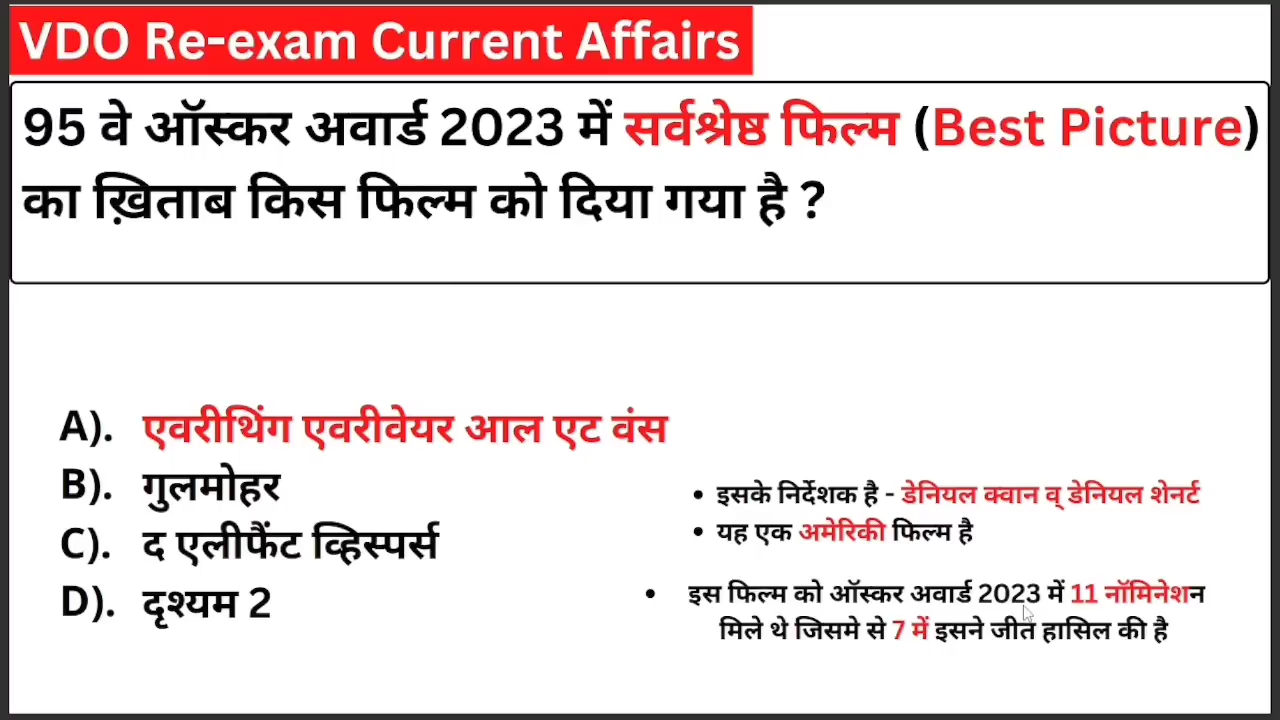 VDO Re-exam Current Affairs
95 वे ऑस्कर अवार्ड 2023 में सर्वश्रेष्ठ फिल्म (Best Picture)
का ख़िताब किस फिल्म को दिया गया है ?
A). एवरीथिंग एवरीवेयर आल एट वंस
B). गुलमोहर
C). द एलीफैंट व्हिस्पर्स
D). दृश्यम 2
• इसके निर्देशक है - डेनियल क्वान व् डेनियल शेनर्ट
• यह एक अमेरिकी फिल्म है
• इस फिल्म को ऑस्कर अवार्ड 2023 में 11 नॉमिनेशन
मिले थे जिसमे से 7 में इसने जीत हासिल की है